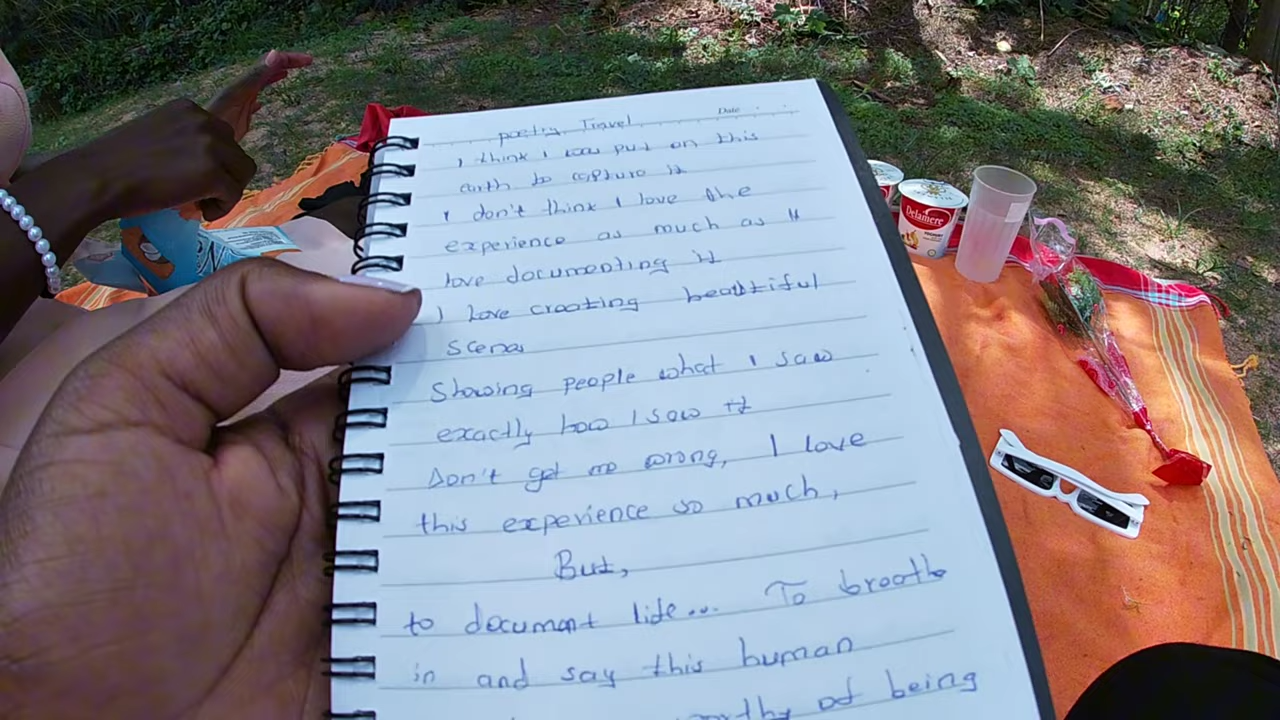 Date
poetry Travel
I think I was put on this
earth to capture it
I don't think I love the
experience as much as I
love documenting it
I love creating beautiful
scenes
Showing people what I saw
exactly how I saw it
Don't get me wrong, I love
this experience so much,
But,
to document life... To breathe
in and say this human
worthy of being
Delamere